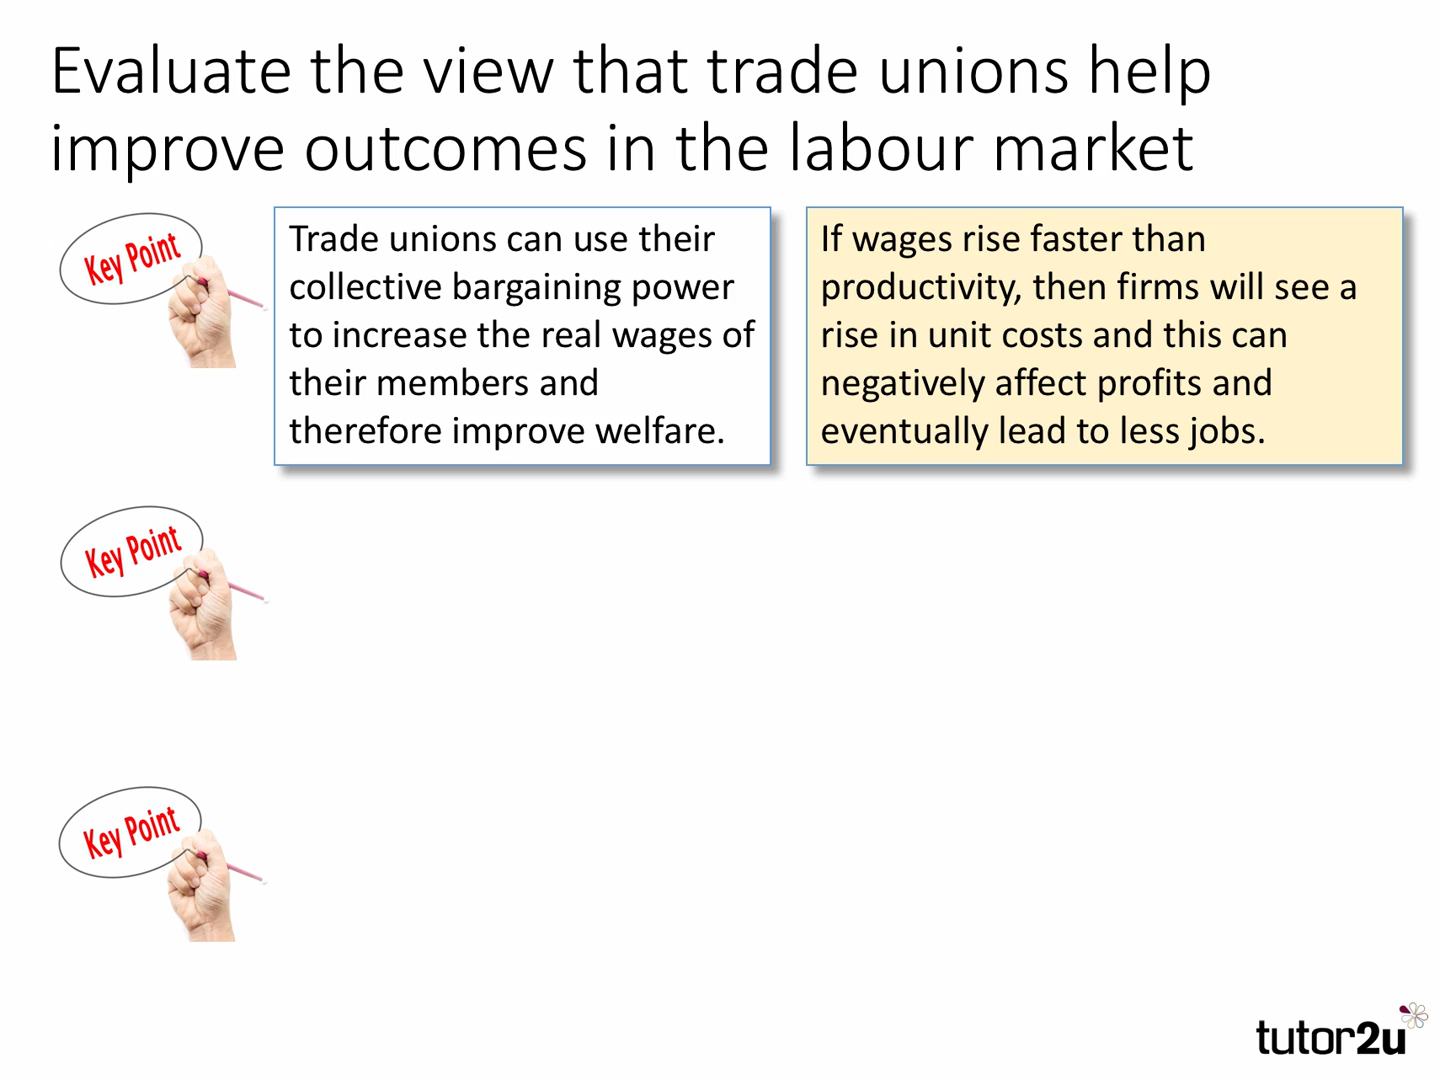 Evaluate the view that trade unions help
improve outcomes in the labour market
Key Point
Trade unions can use their
collective bargaining power
to increase the real wages of
their members and
therefore improve welfare.
If wages rise faster than
productivity, then firms will see a
rise in unit costs and this can
negatively affect profits and
eventually lead to less jobs.
Key Point
Key Point
tutor2u